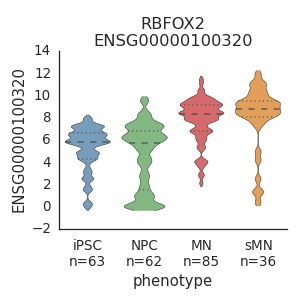 RBFOX2
ENSG00000100320
ENSG00000100320
14
12
10
8
6
4
2
0
−2
iPSC NPC MN sMN
n=63 n=62 n=85 n=36
phenotype